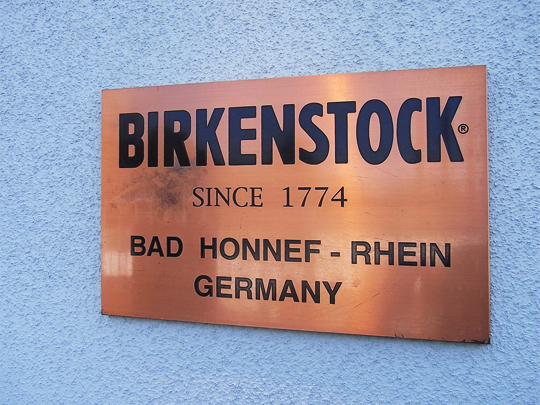 BIRKENSTOCK®
SINCE 1774
BAD HONNEF - RHEIN
GERMANY